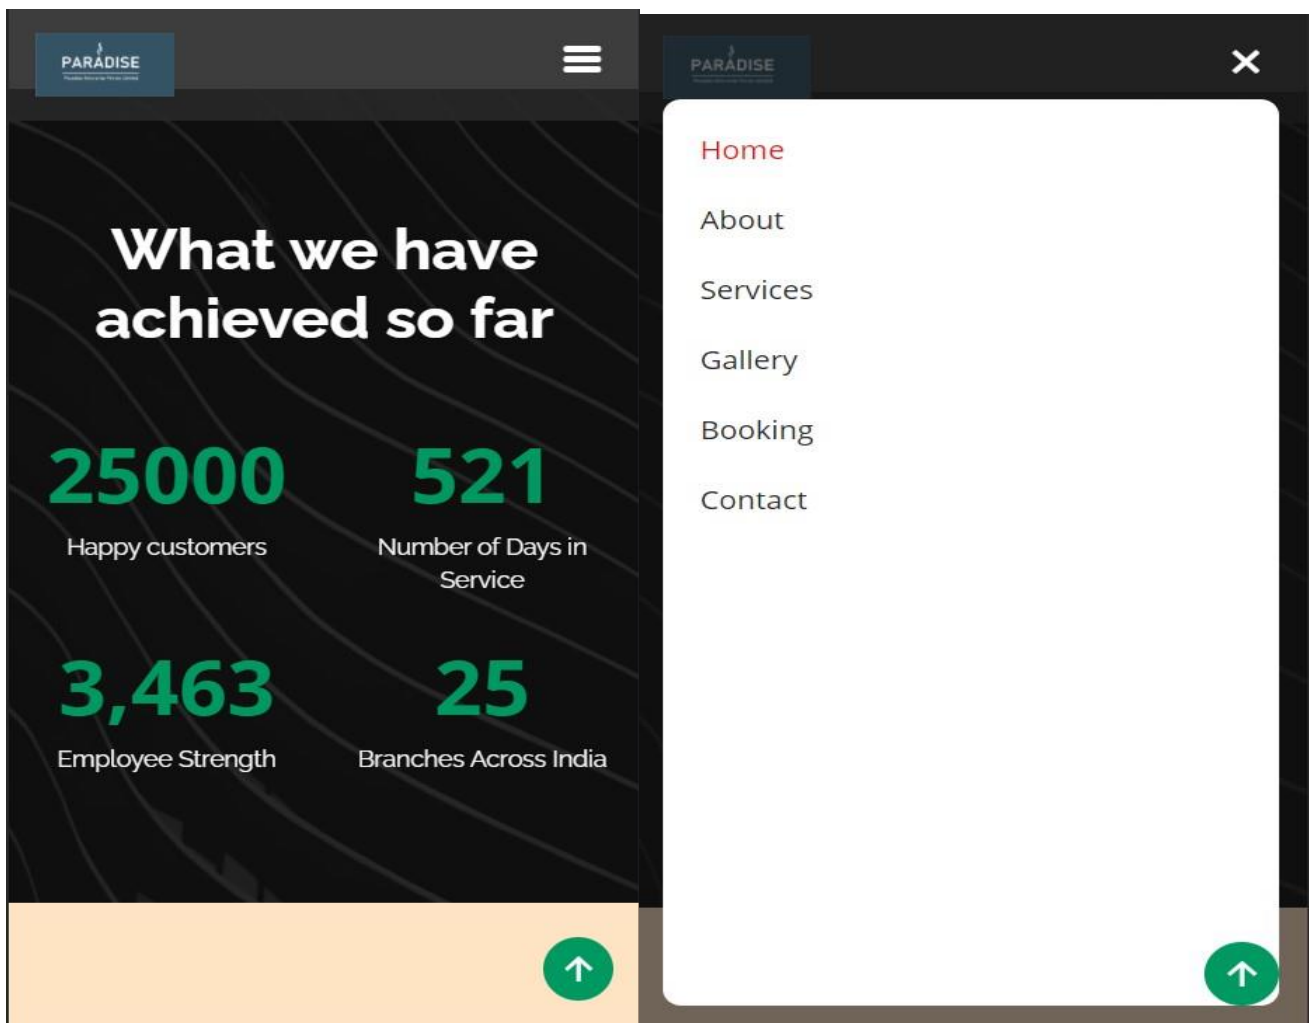 PARADISE
What we have
achieved so far
25000
521
Happy customers
Number of Days in
Service
3,463
25
Employee Strength
Branches Across India
PARADISE
Home
About
Services
Gallery
Booking
Contact